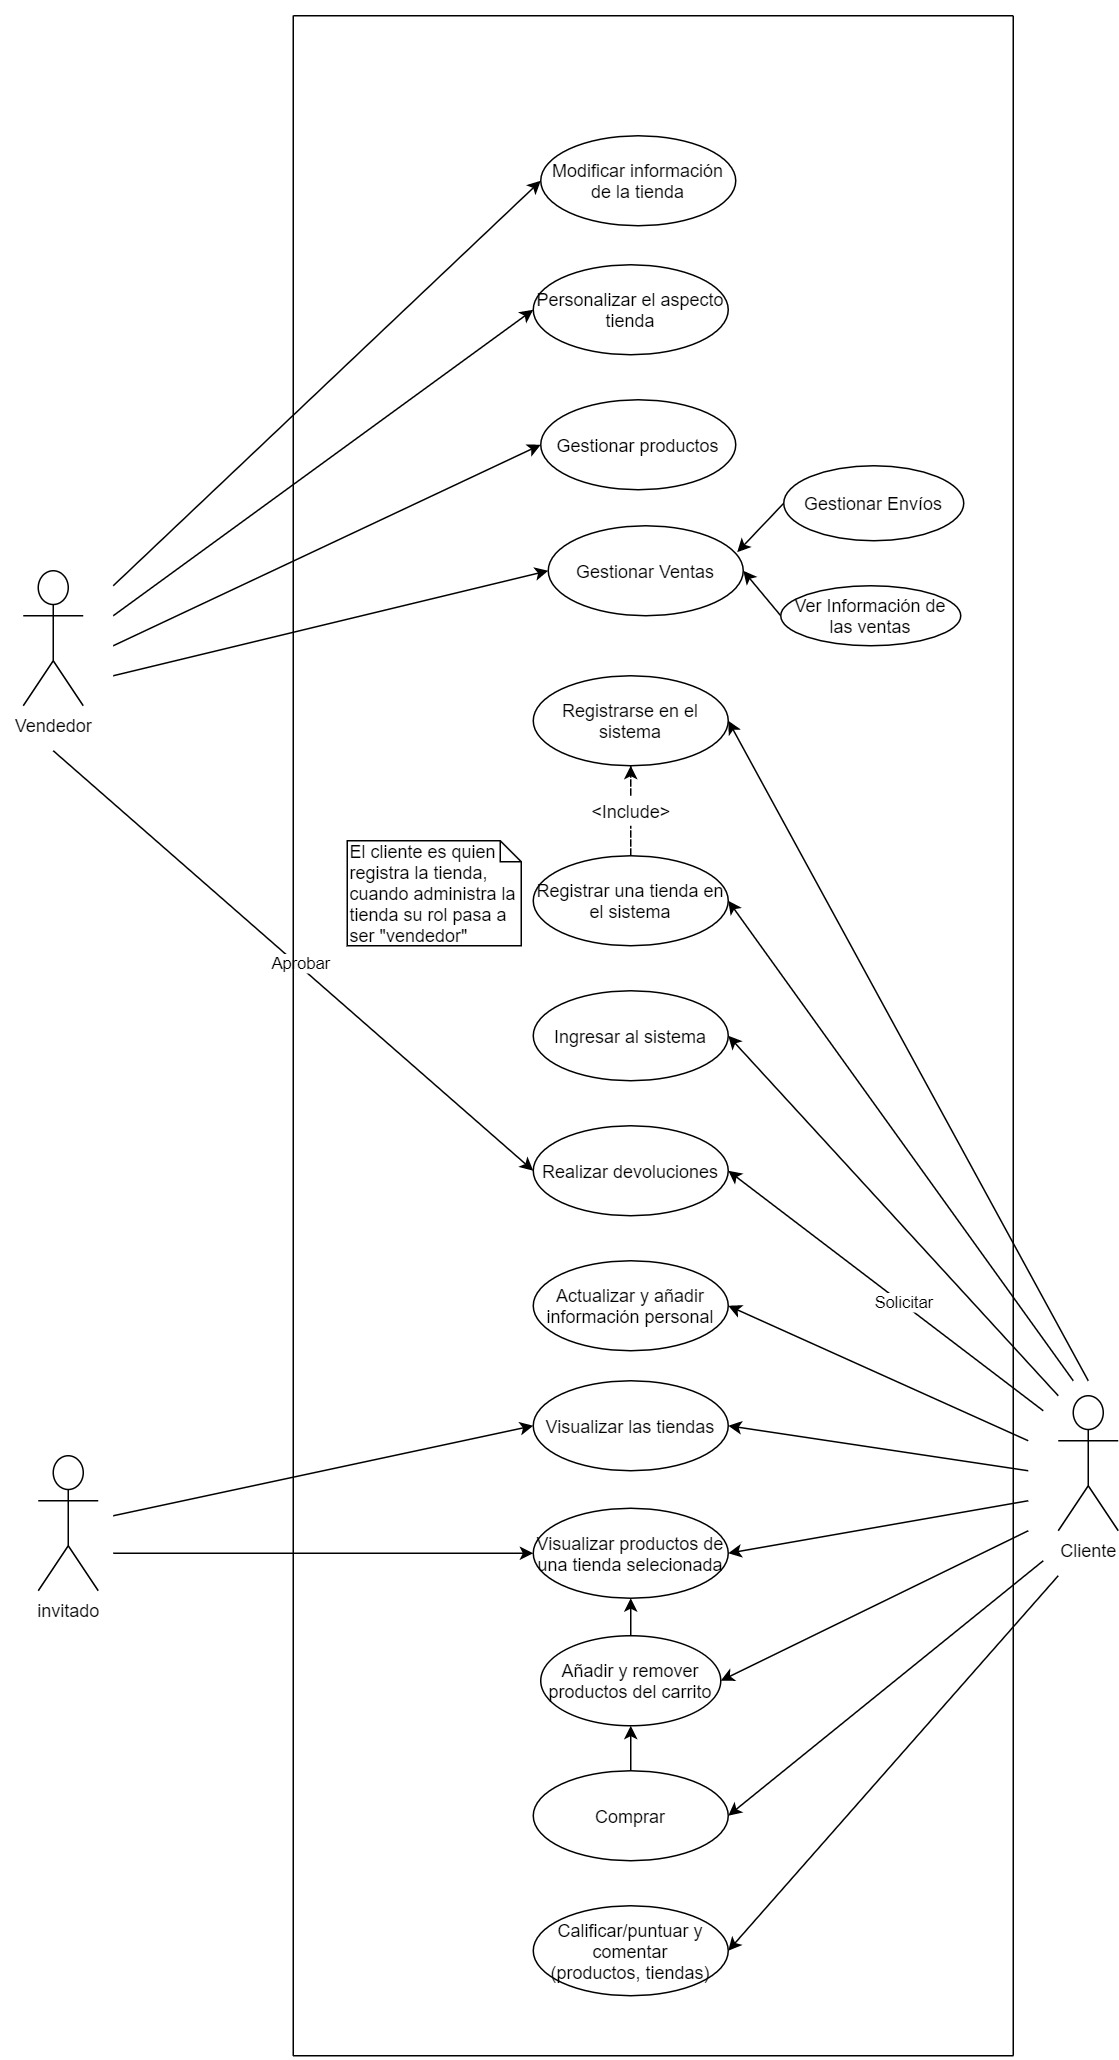 Modificar información
de la tienda
Personalizar el aspecto
tienda
Gestionar productos
Gestionar Envíos
Gestionar Ventas
Ver Información de
las ventas
Vendedor
Registrarse en el
sistema
<Include>
El cliente es quien
registra la tienda,
cuando administra la
tienda su rol pasa a
ser "vendedor"
Registrar una tienda en
el sistema
Aprobar
Ingresar al sistema
Realizar devoluciones
Actualizar y añadir
información personal
Solicitar
Visualizar las tiendas
Visualizar productos de
una tienda selecionada
Cliente
invitado
Añadir y remover
productos del carrito
Comprar
Calificar/puntuar y
comentar
(productos, tiendas)